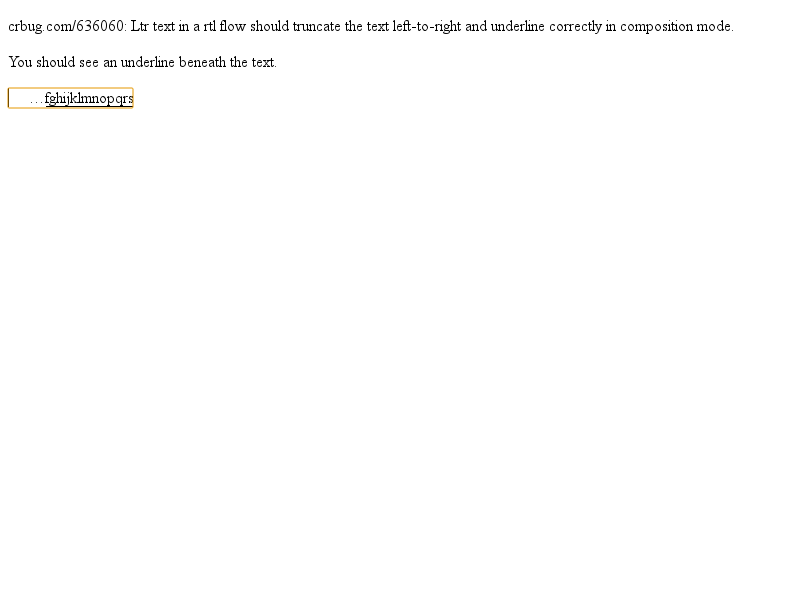 crbug.com/636060: Ltr text in a rtl flow should truncate the text left-to-right and underline correctly in composition mode.
You should see an underline beneath the text.
…fghijklmnopqrs